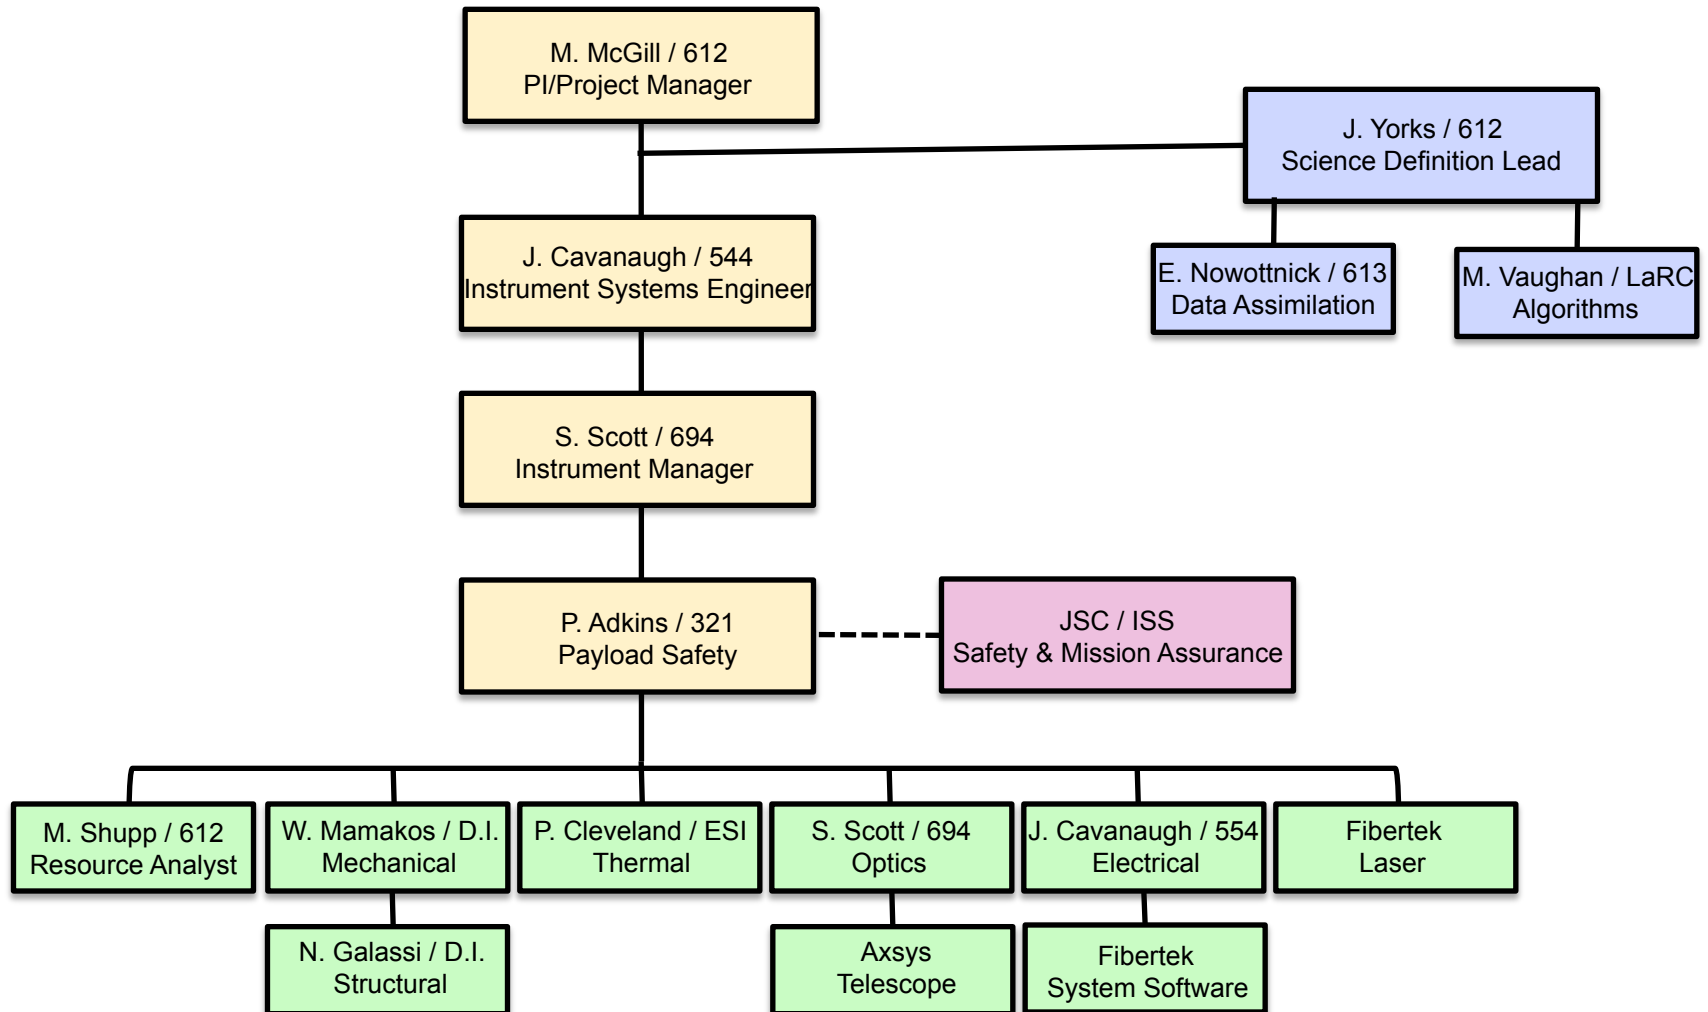 M. McGill / 612
PI/Project Manager
J. Yorks / 612
Science Definition Lead
J. Cavanaugh / 544
Instrument Systems Engineer
E. Nowottnick / 613
Data Assimilation
M. Vaughan / LaRC
Algorithms
S. Scott / 694
Instrument Manager
P. Adkins / 321
Payload Safety
JSC / ISS
Safety & Mission Assurance
M. Shupp / 612
Resource Analyst
W. Mamakos / D.I.
Mechanical
P. Cleveland / ESI
Thermal
S. Scott / 694
Optics
J. Cavanaugh / 554
Electrical
Fibertek
Laser
N. Galassi / D.I.
Structural
Axsys
Telescope
Fibertek
System Software